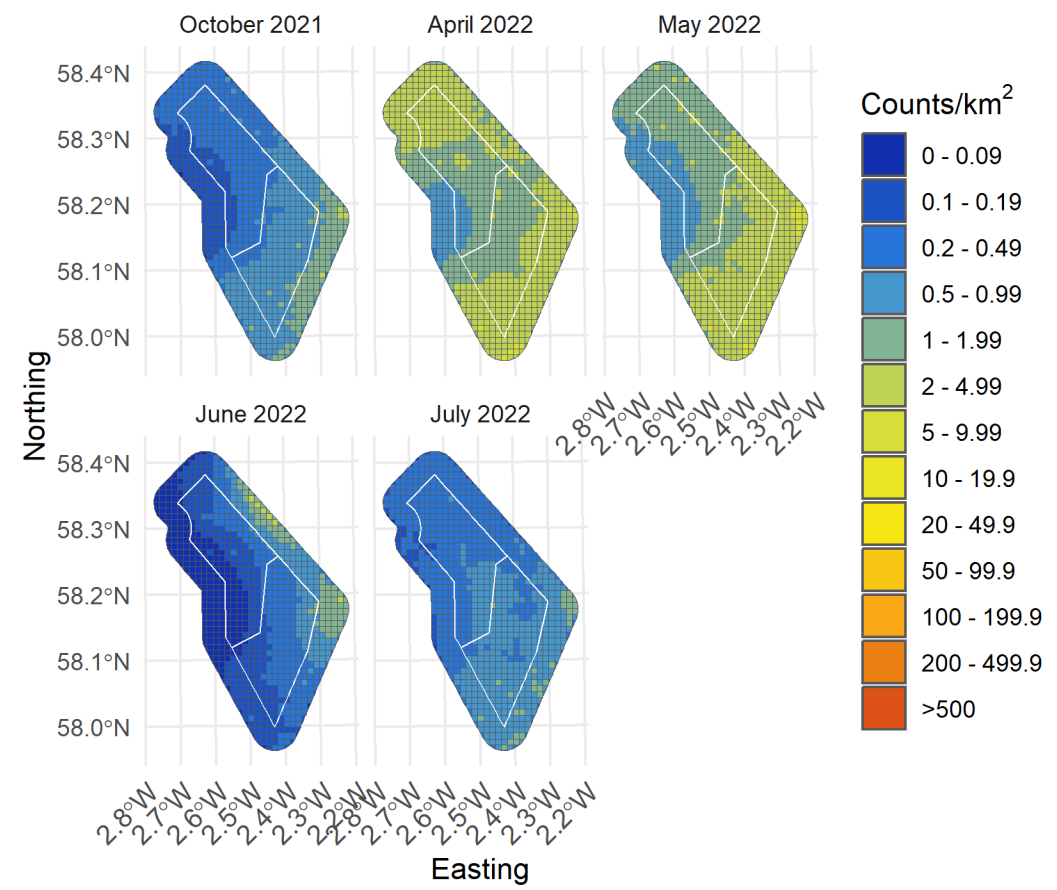 October 2021
April 2022
May 2022
58.4°N
58.3°N
58.2°N
58.1°N
58.0°N
2.8°W
2.7°W
2.6°W
2.5°W
2.4°W
2.3°W
2.2°W
June 2022
July 2022
58.4°N
58.3°N
58.2°N
58.1°N
58.0°N
2.8°W
2.7°W
2.6°W
2.5°W
2.4°W
2.3°W
2.2°W
2.8°W
2.7°W
2.6°W
2.5°W
2.4°W
2.3°W
2.2°W
Northing
Easting
Counts/km²
0 - 0.09
0.1 - 0.19
0.2 - 0.49
0.5 - 0.99
1 - 1.99
2 - 4.99
5 - 9.99
10 - 19.9
20 - 49.9
50 - 99.9
100 - 199.9
200 - 499.9
>500